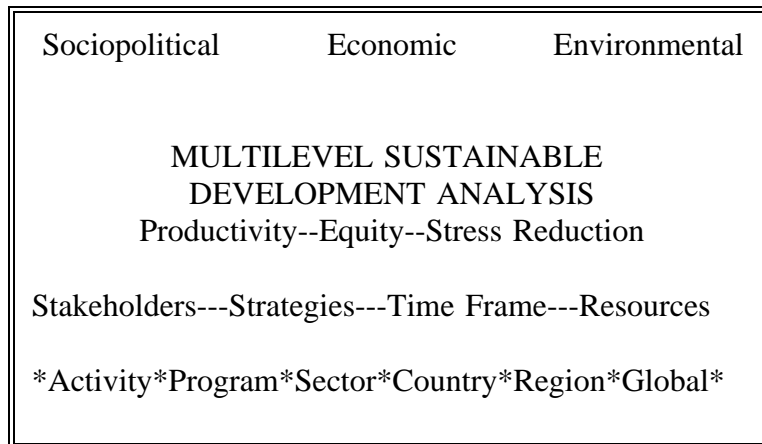 Sociopolitical Economic Environmental
MULTILEVEL SUSTAINABLE
DEVELOPMENT ANALYSIS
Productivity--Equity--Stress Reduction
Stakeholders---Strategies---Time Frame---Resources
*Activity*Program*Sector*Country*Region*Global*